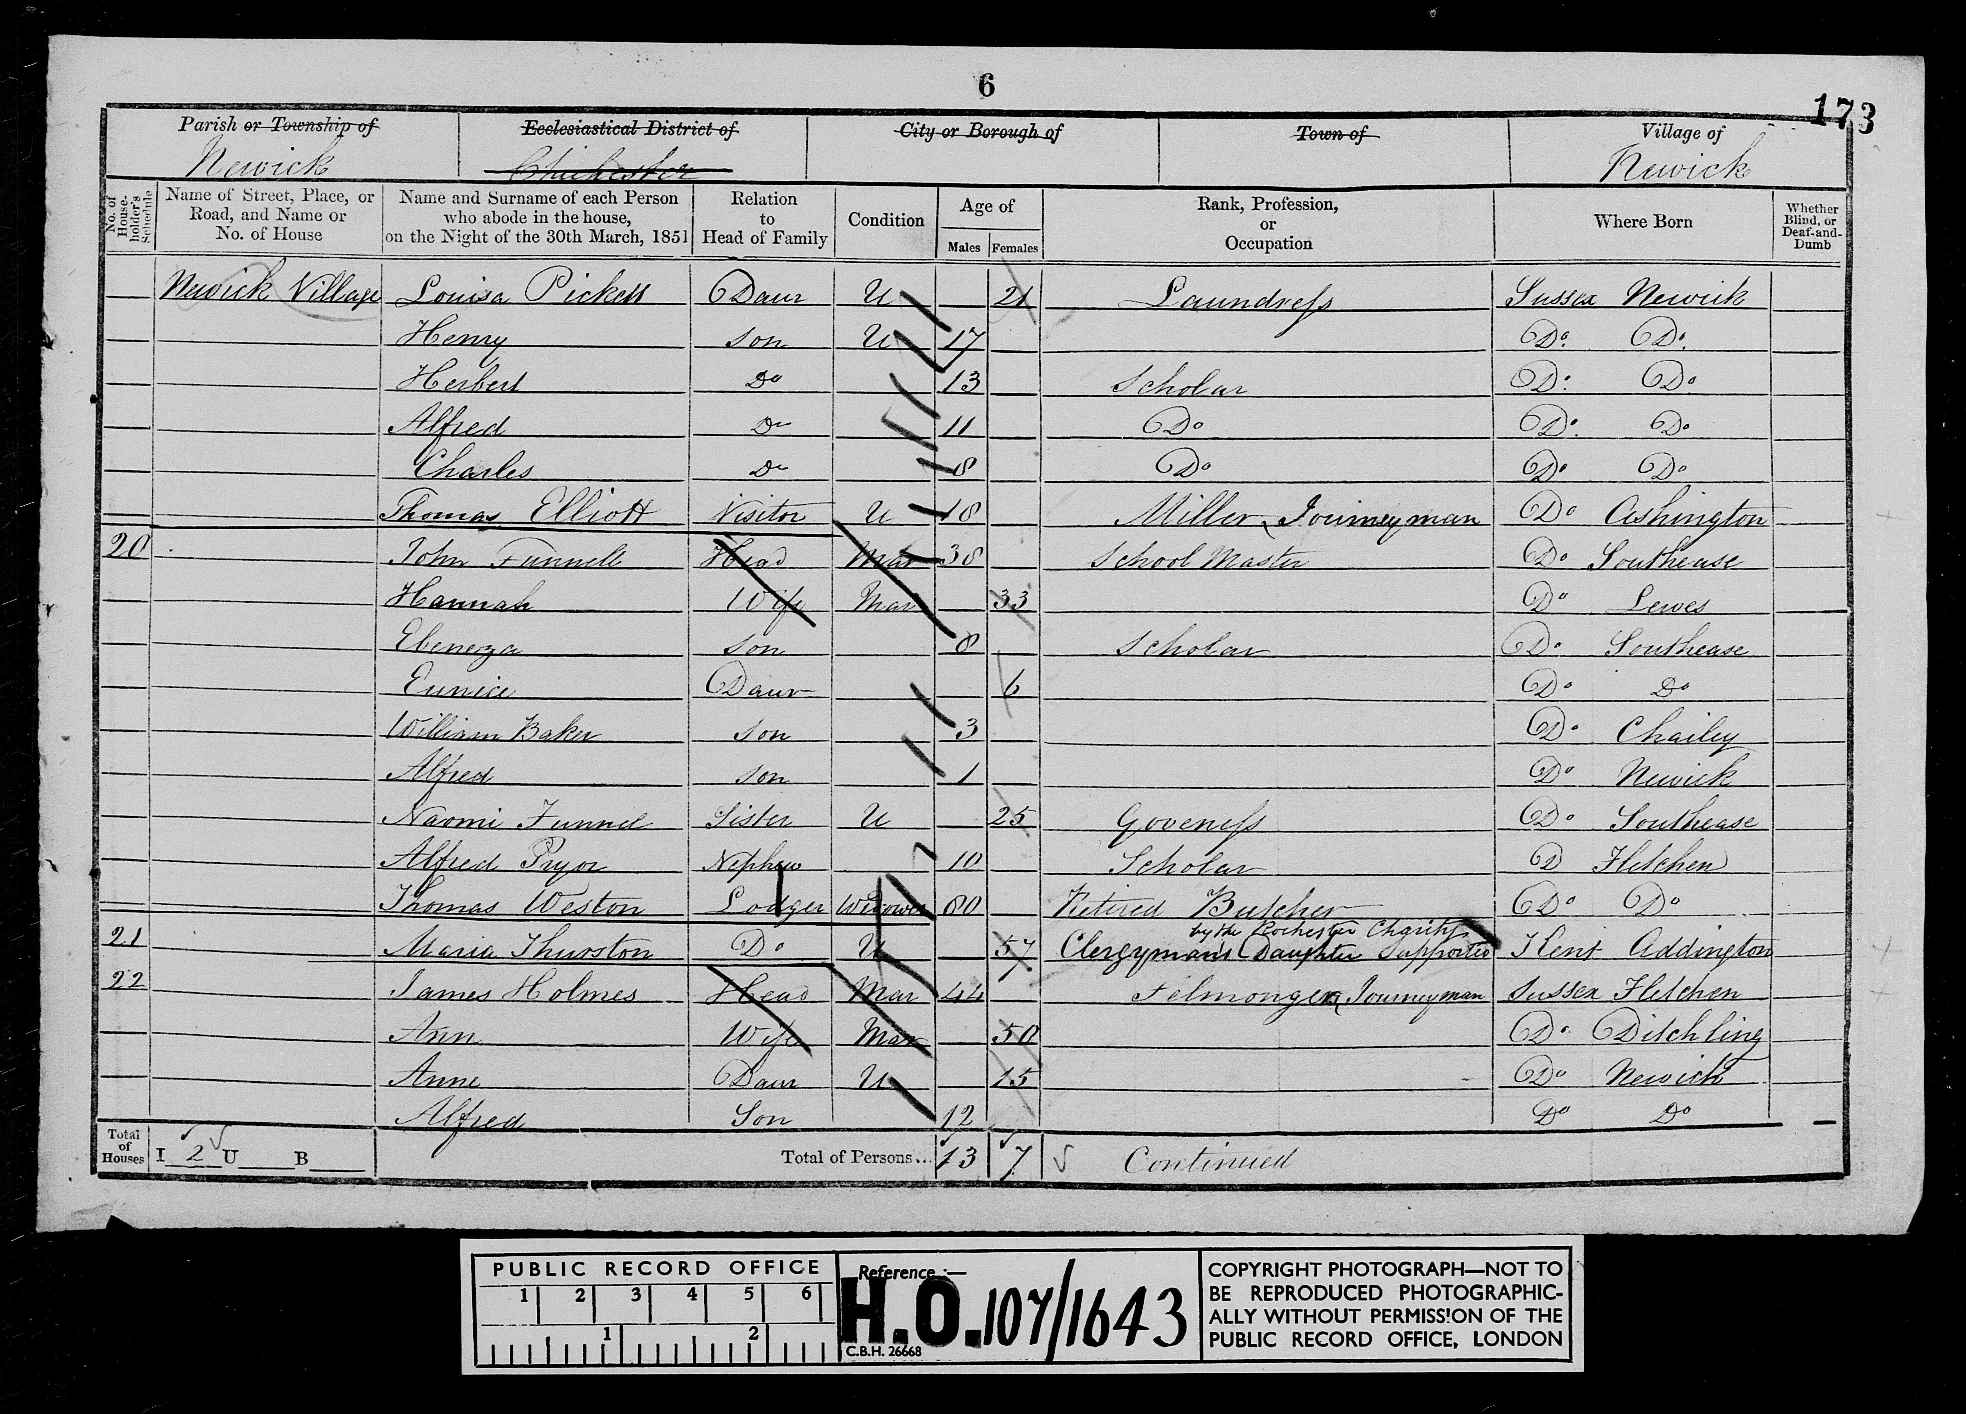 6
173
Parish or Township of Ecclesiastical District of City or Borough of Town of Village of
Newick Chichester Newick
No. of House-holder's Schedule Name of Street, Place, or Road, and Name or No. of House Name and Surname of each Person who abode in the house, on the Night of the 30th March, 1851 Relation to Head of Family Condition Age of Males Females Rank, Profession, or Occupation Where Born Whether Blind, or Deaf-and-Dumb
Newick Village Louisa Pickett Daur U 21 Laundress Sussex Newick
Henry Son U 17 Do. Do.
Herbert Do 13 Scholar Do. Do
Alfred Do 11 Do Do. Do
Charles Do 8 Do Do Do
Thomas Elliott Visitor U 18 Miller, Journeyman Do Ashington
20 John Funnell Head Mar 38 School Master Do Southease
Hannah Wife Mar 33 Do Lewes
Ebeneza Son 8 Scholar Do. Southease
Eunice Daur 6 Do Do
William Baker Son 3 Do. Chailey
Alfred Son 1 Do Newick
Naomi Funnel Sister U 25 Goveness Do Southease
Alfred Pryor Nephew 10 Scholar D Fletchen
Thomas Weston Lodger Widower 80 Retired Butcher Do Do
by the Rochester Charity
21 Maria Thurston Do U 57 Clergyman's Daughter Supported Kent Addington
22 James Holmes Head Mar 44 Felmonger, Journeyman Sussex Fletchen
Ann Wife Mar 50 Do. Ditchling
Anne Daur U 15 Do Newick
Alfred Son 12 Do Do
Total of Houses I 2 U B Total of Persons... 13 7 Continued
PUBLIC RECORD OFFICE
1 2 3 4 5 6
1 2
Reference :—
H.O. 107/1643
C.B.H. 26668
COPYRIGHT PHOTOGRAPH—NOT TO
BE REPRODUCED PHOTOGRAPHIC-
ALLY WITHOUT PERMISSION OF THE
PUBLIC RECORD OFFICE, LONDON